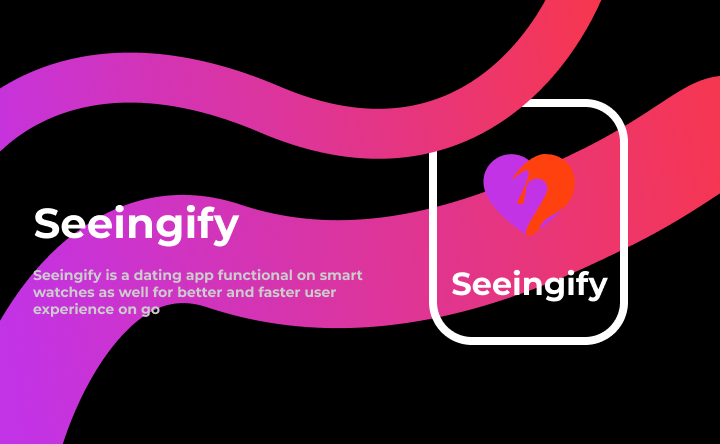 Seeingify
Seeingify is a dating app functional on smart
watches as well for better and faster user
experience on go
Seeingify